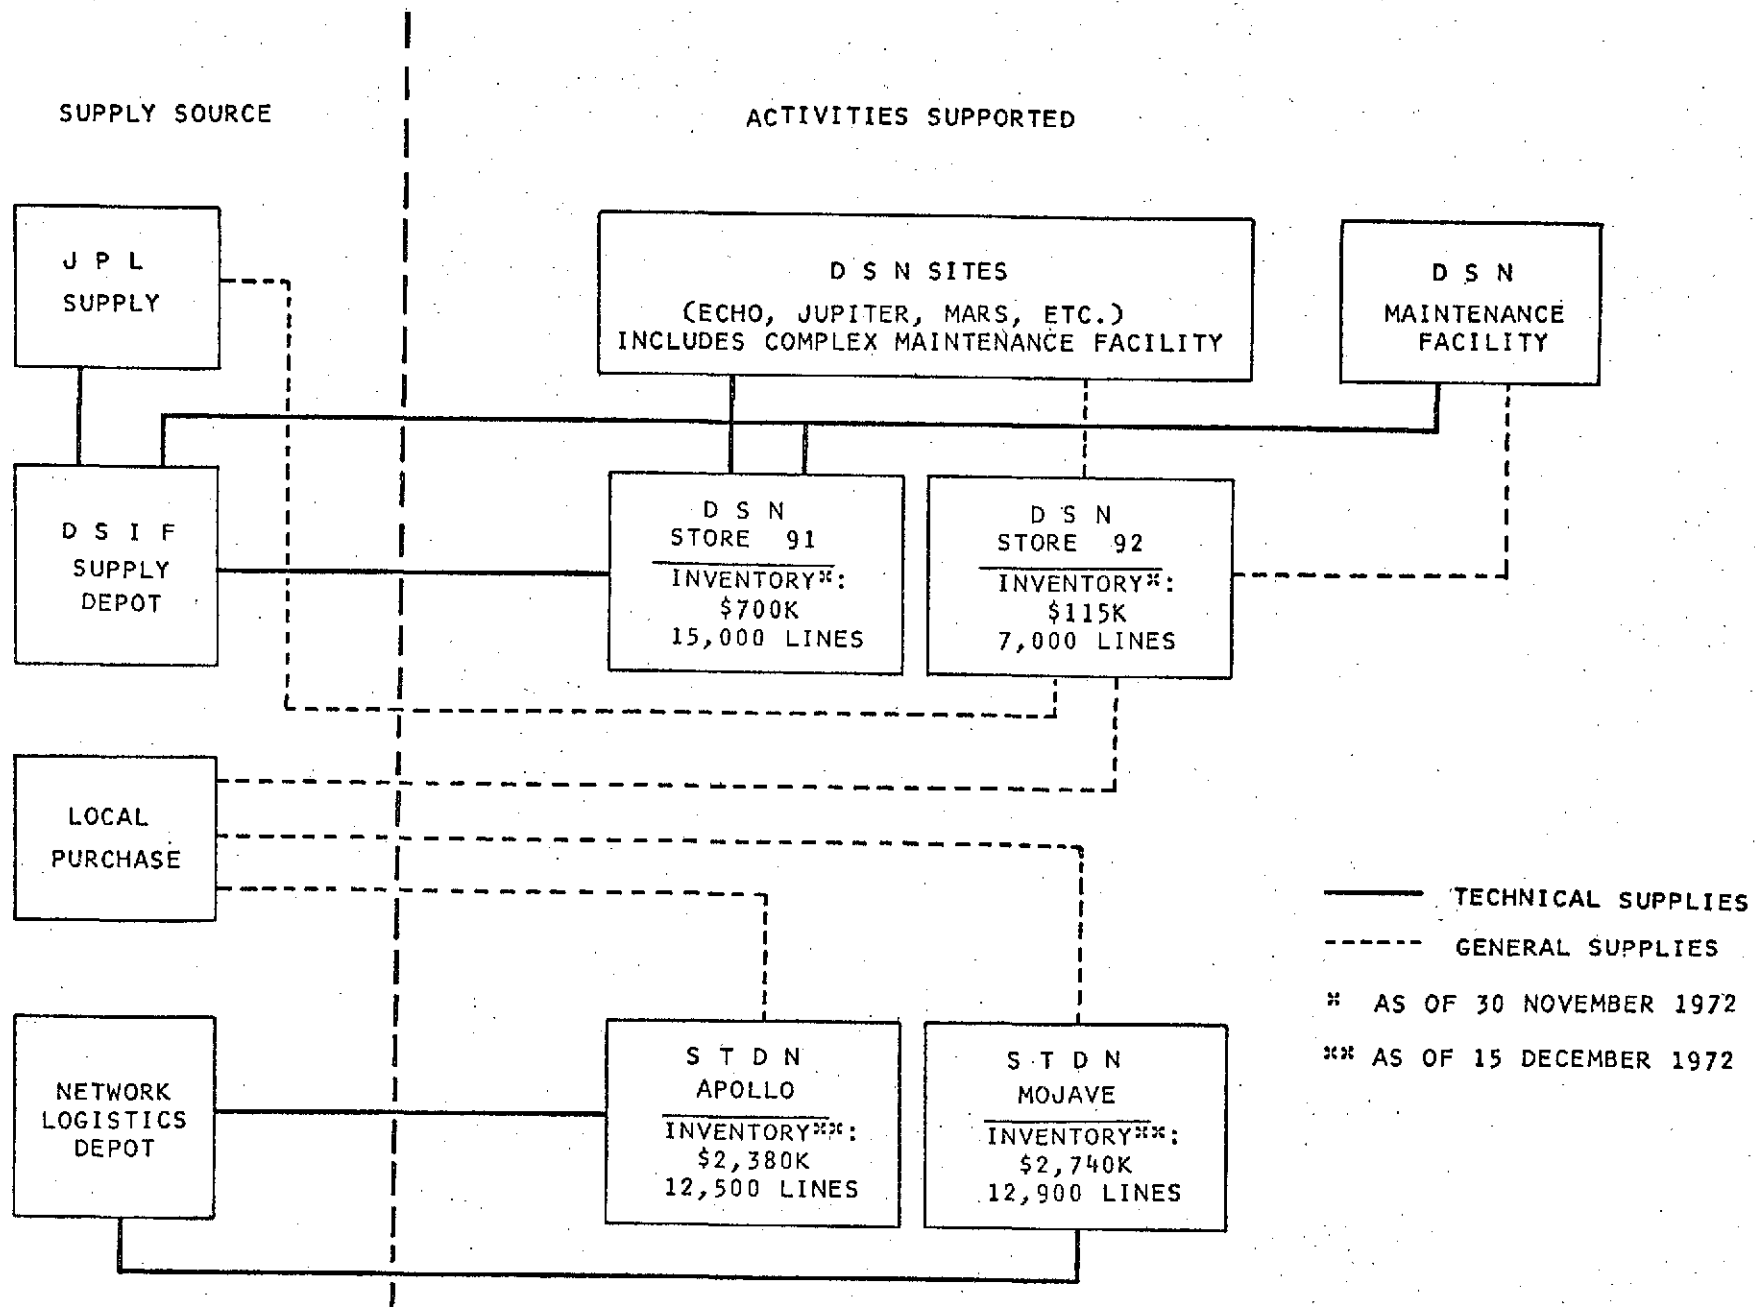 SUPPLY SOURCE
ACTIVITIES SUPPORTED
J P L
SUPPLY
D S N SITES
(ECHO, JUPITER, MARS, ETC.)
INCLUDES COMPLEX MAINTENANCE FACILITY
D S N
MAINTENANCE
FACILITY
D S I F
SUPPLY
DEPOT
D S N
STORE 91
INVENTORY*:
$700K
15,000 LINES
D S N
STORE 92
INVENTORY*:
$115K
7,000 LINES
LOCAL
PURCHASE
NETWORK
LOGISTICS
DEPOT
S T D N
APOLLO
INVENTORY**:
$2,380K
12,500 LINES
S T D N
MOJAVE
INVENTORY**:
$2,740K
12,900 LINES
TECHNICAL SUPPLIES
GENERAL SUPPLIES
* AS OF 30 NOVEMBER 1972
** AS OF 15 DECEMBER 1972